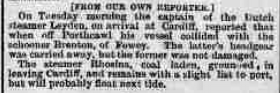 [FROM OUR OWN REPORTER.]
On Tuesday morning the captain of the Dutch
steamer Leyden, on arrival at Cardiff, reported that
when off Porthcawl his vessel collided with the
schooner Brenton, of Fowey. The latter's headgear
was carried away, but the former was not damaged.
The steamer Rhosina, coal laden, grounded, in
leaving Cardiff, and remains with a slight list to port,
but will probably float next tide.